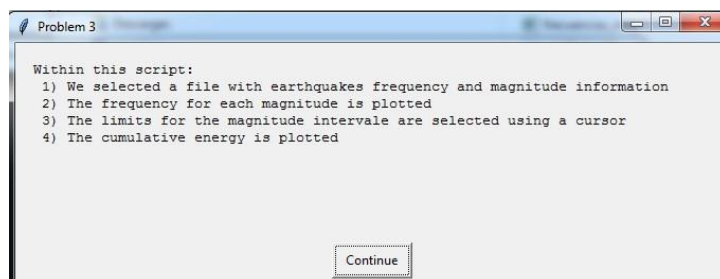 Problem 3
Within this script:
1) We selected a file with earthquakes frequency and magnitude information
2) The frequency for each magnitude is plotted
3) The limits for the magnitude intervale are selected using a cursor
4) The cumulative energy is plotted
Continue